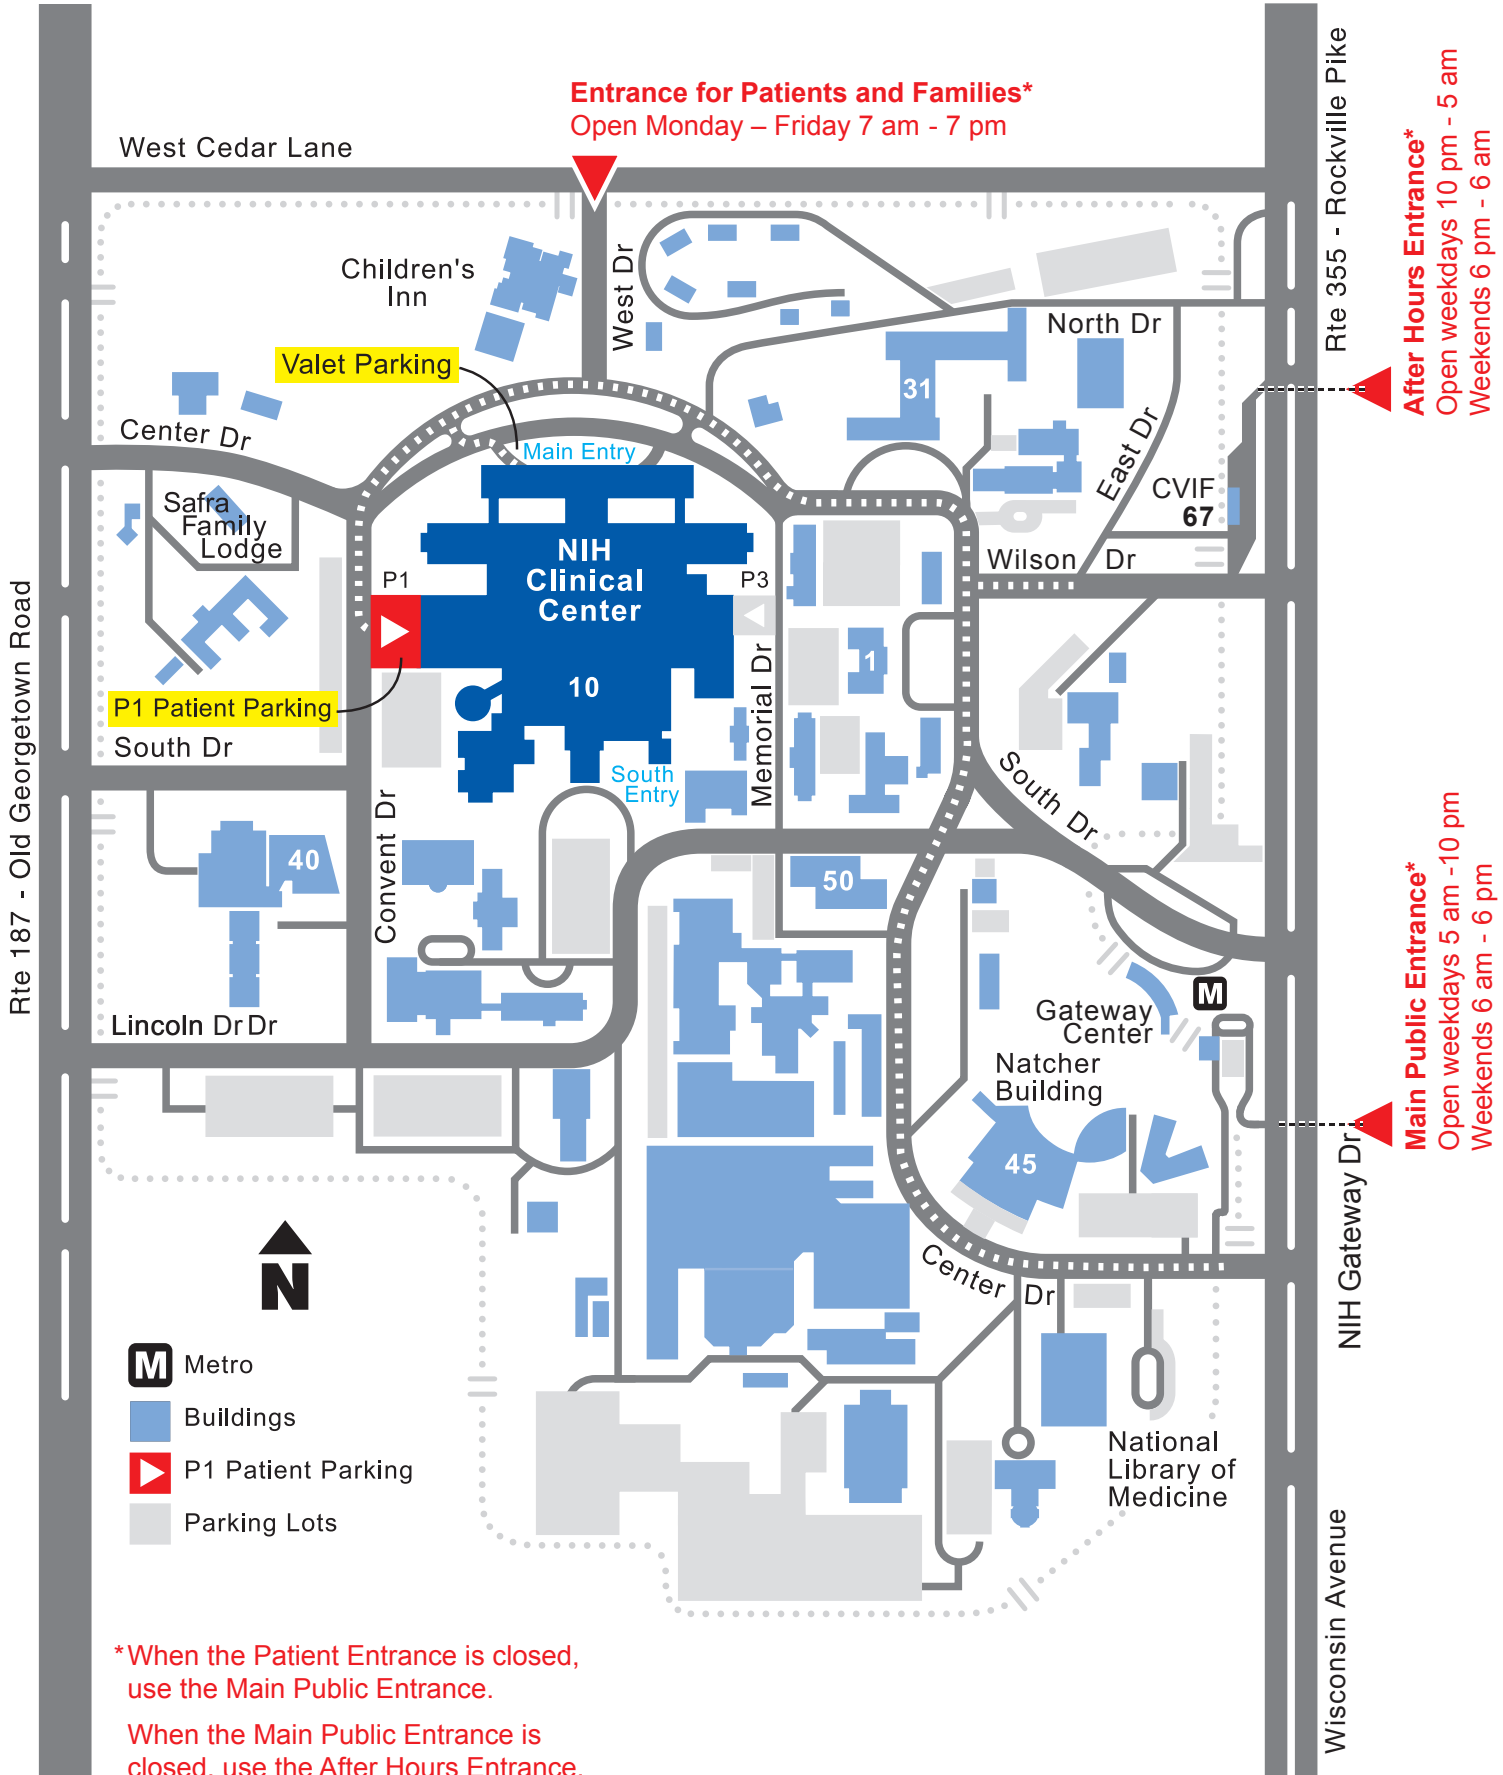 Entrance for Patients and Families*
Open Monday – Friday 7 am - 7 pm
West Cedar Lane
Rte 355 - Rockville Pike
After Hours Entrance*
Open weekdays 10 pm - 5 am
Weekends 6 pm - 6 am
Children's
Inn
West Dr
North Dr
Valet Parking
31
Center Dr
Main Entry
East Dr
CVIF
67
Safra
Family
Lodge
NIH
Clinical
Center
P1
P3
Wilson Dr
Rte 187 - Old Georgetown Road
1
10
P1 Patient Parking
South Dr
Memorial Dr
South
Entry
South Dr
Convent Dr
40
50
Main Public Entrance*
Open weekdays 5 am -10 pm
Weekends 6 am - 6 pm
M
Gateway
Center
Lincoln Dr Dr
Natcher
Building
45
NIH Gateway Dr
Center Dr
N
M Metro
Buildings
P1 Patient Parking
Parking Lots
National
Library of
Medicine
Wisconsin Avenue
*When the Patient Entrance is closed,
use the Main Public Entrance.
When the Main Public Entrance is
closed, use the After Hours Entrance.